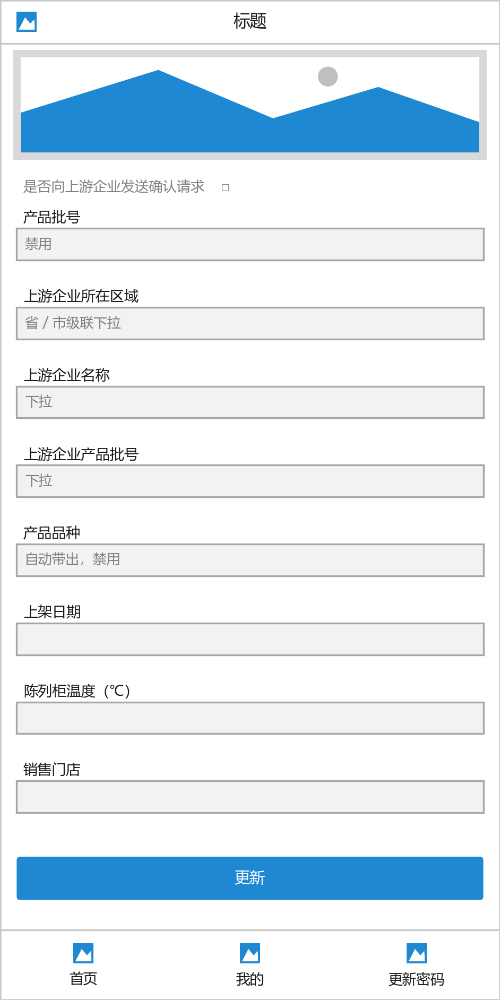 标题
是否向上游企业发送确认请求 □
产品批号
禁用
上游企业所在区域
省 / 市级联下拉
上游企业名称
下拉
上游企业产品批号
下拉
产品品种
自动带出，禁用
上架日期
陈列柜温度（℃）
销售门店
更新
首页 我的 更新密码